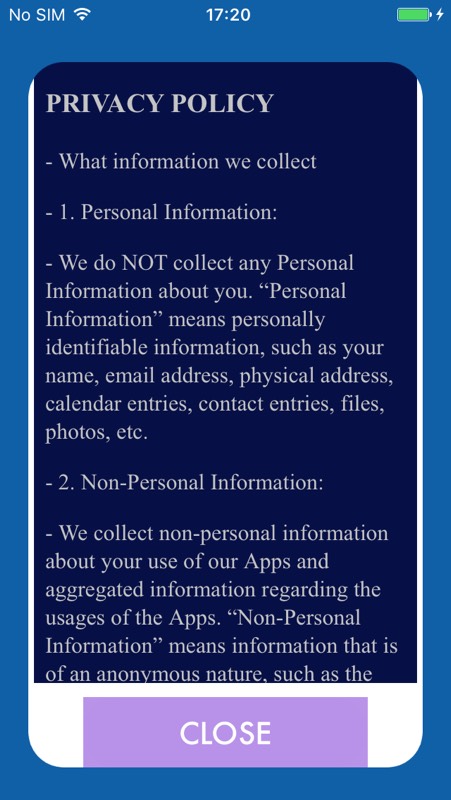 No SIM 17:20
PRIVACY POLICY
- What information we collect
- 1. Personal Information:
- We do NOT collect any Personal
Information about you. “Personal
Information” means personally
identifiable information, such as your
name, email address, physical address,
calendar entries, contact entries, files,
photos, etc.
- 2. Non-Personal Information:
- We collect non-personal information
about your use of our Apps and
aggregated information regarding the
usages of the Apps. “Non-Personal
Information” means information that is
of an anonymous nature, such as the
CLOSE